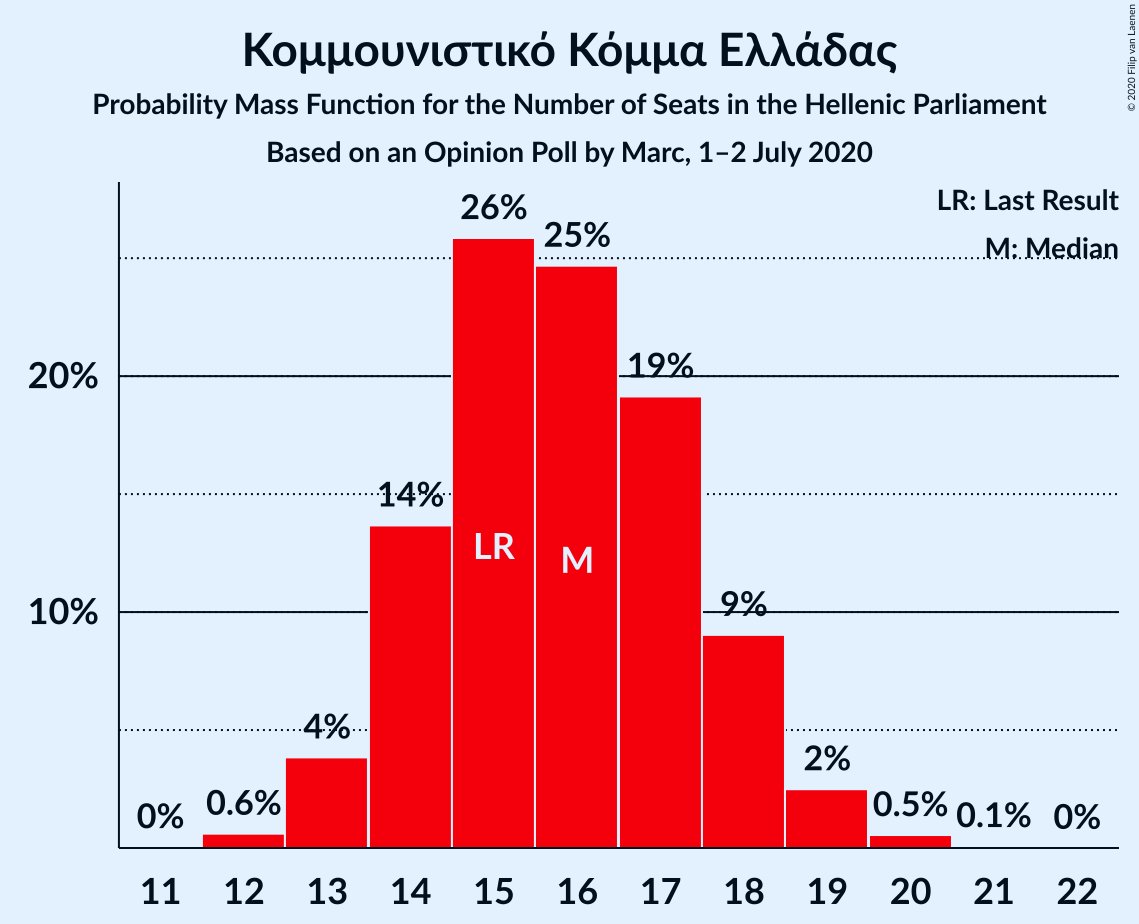 Κομμουνιστικό Κόμμα Ελλάδας
Probability Mass Function for the Number of Seats in the Hellenic Parliament
Based on an Opinion Poll by Marc, 1–2 July 2020
© 2020 Filip van Laenen
LR: Last Result
M: Median
26%
25%
20%
19%
14%
LR
M
10%
9%
4%
2%
0%
0.6%
0.5%
0.1%
0%
11 12 13 14 15 16 17 18 19 20 21 22